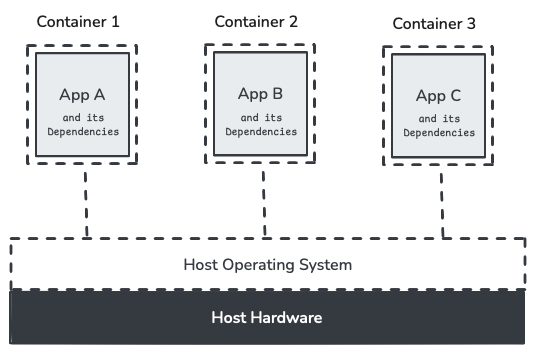 Container 1
Container 2
Container 3
App A
and its
Dependencies
App B
and its
Dependencies
App C
and its
Dependencies
Host Operating System
Host Hardware